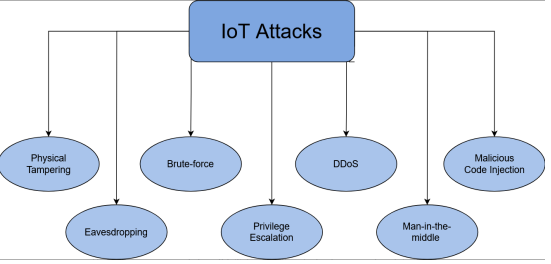 IoT Attacks
Physical
Tampering
Brute-force
DDoS
Malicious
Code Injection
Eavesdropping
Privilege
Escalation
Man-in-the-
middle